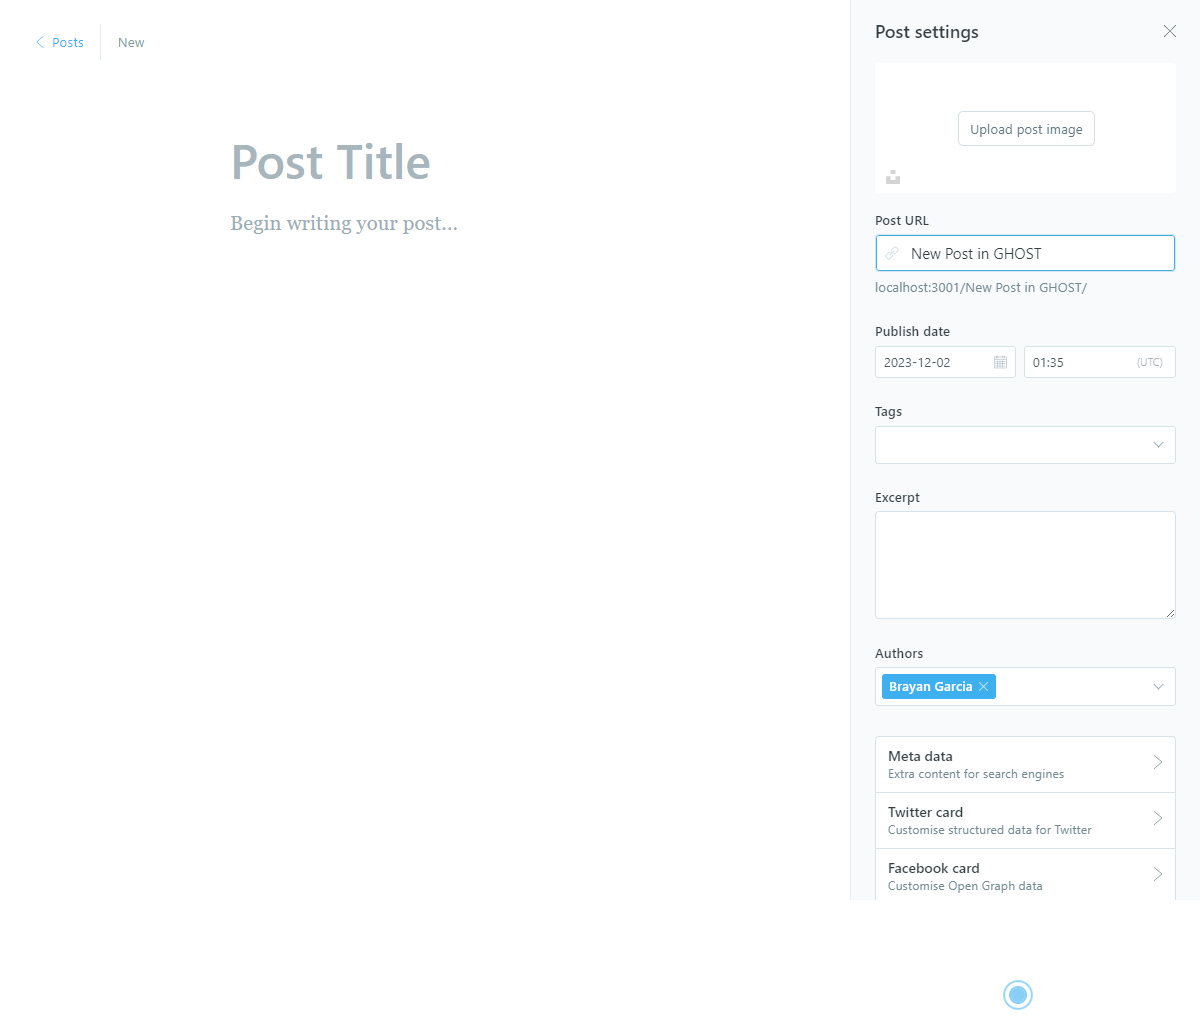 Posts
New
Post Title
Begin writing your post...
Post settings
Upload post image
Post URL
New Post in GHOST
localhost:3001/New Post in GHOST/
Publish date
2023-12-02
01:35
(UTC)
Tags
Excerpt
Authors
Brayan Garcia
Meta data
Extra content for search engines
Twitter card
Customise structured data for Twitter
Facebook card
Customise Open Graph data